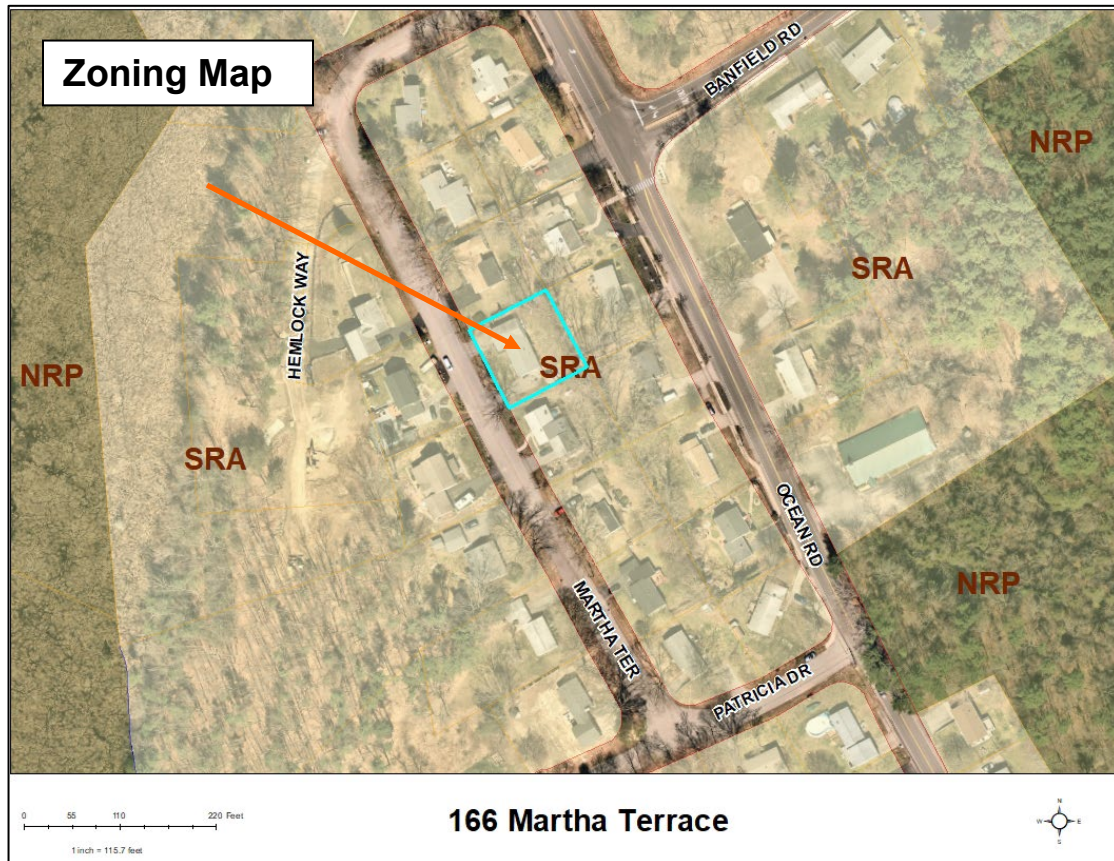 Zoning Map
BANFIELD RD
NRP
SRA
HEMLOCK WAY
SRA
NRP
SRA
OCEAN RD
NRP
MARTHA TER
PATRICIA DR
0 55 110 220 Feet
1 inch = 115.7 feet
166 Martha Terrace
N
W E
S